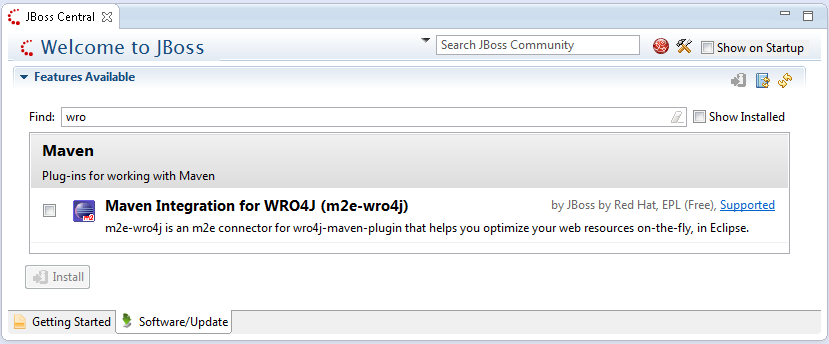 JBoss Central
Welcome to JBoss
Search JBoss Community
Show on Startup
Features Available
Find: wro
Show Installed
Maven
Plug-ins for working with Maven
Maven Integration for WRO4J (m2e-wro4j)
by JBoss by Red Hat, EPL (Free), Supported
m2e-wro4j is an m2e connector for wro4j-maven-plugin that helps you optimize your web resources on-the-fly, in Eclipse.
Install
Getting Started
Software/Update